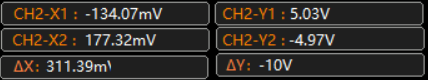 CH2-X1 : -134.07mV CH2-Y1 : 5.03V
CH2-X2 : 177.32mV CH2-Y2 : -4.97V
ΔX: 311.39mV ΔY: -10V